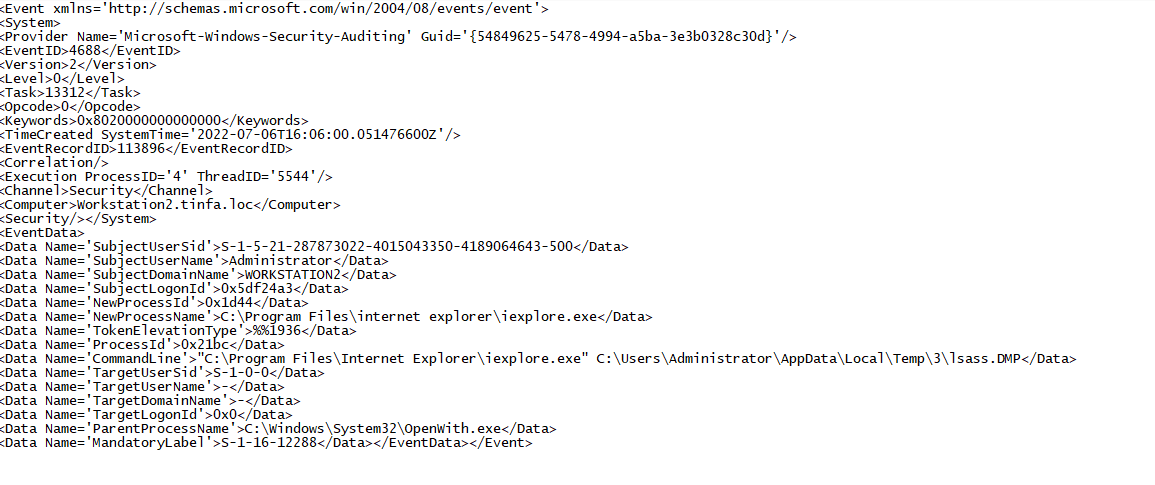 <Event xmlns='http://schemas.microsoft.com/win/2004/08/events/event'>
<System>
<Provider Name='Microsoft-Windows-Security-Auditing' Guid='{54849625-5478-4994-a5ba-3e3b0328c30d}'/>
<EventID>4688</EventID>
<Version>2</Version>
<Level>0</Level>
<Task>13312</Task>
<Opcode>0</Opcode>
<Keywords>0x8020000000000000</Keywords>
<TimeCreated SystemTime='2022-07-06T16:06:00.051476600Z'/>
<EventRecordID>113896</EventRecordID>
<Correlation/>
<Execution ProcessID='4' ThreadID='5544'/>
<Channel>Security</Channel>
<Computer>Workstation2.tinfa.loc</Computer>
<Security/></System>
<EventData>
<Data Name='SubjectUserSid'>S-1-5-21-287873022-4015043350-4189064643-500</Data>
<Data Name='SubjectUserName'>Administrator</Data>
<Data Name='SubjectDomainName'>WORKSTATION2</Data>
<Data Name='SubjectLogonId'>0x5df24a3</Data>
<Data Name='NewProcessId'>0x1d44</Data>
<Data Name='NewProcessName'>C:\Program Files\internet explorer\iexplore.exe</Data>
<Data Name='TokenElevationType'>%%1936</Data>
<Data Name='ProcessId'>0x21bc</Data>
<Data Name='CommandLine'>"C:\Program Files\Internet Explorer\iexplore.exe" C:\Users\Administrator\AppData\Local\Temp\3\lsass.DMP</Data>
<Data Name='TargetUserSid'>S-1-0-0</Data>
<Data Name='TargetUserName'>-</Data>
<Data Name='TargetDomainName'>-</Data>
<Data Name='TargetLogonId'>0x0</Data>
<Data Name='ParentProcessName'>C:\Windows\System32\OpenWith.exe</Data>
<Data Name='MandatoryLabel'>S-1-16-12288</Data></EventData></Event>